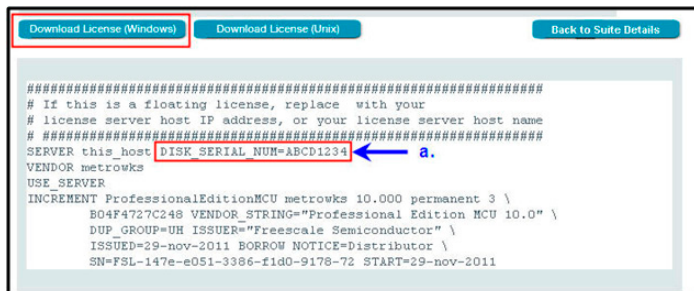 Download License (Windows) Download License (Unix) Back to Suite Details
####################################################################
# If this is a floating license, replace with your
# license server host IP address, or your license server host name
# ##################################################################
SERVER this_host DISK_SERIAL_NUM=ABCD1234 a.
VENDOR metrowks
USE_SERVER
INCREMENT ProfessionalEditionMCU metrowks 10.000 permanent 3 \
B04F4727C248 VENDOR_STRING="Professional Edition MCU 10.0" \
DUP_GROUP=UH ISSUER="Freescale Semiconductor" \
ISSUED=29-nov-2011 BORROW NOTICE=Distributor \
SN=FSL-147e-e051-3386-f1d0-9178-72 START=29-nov-2011